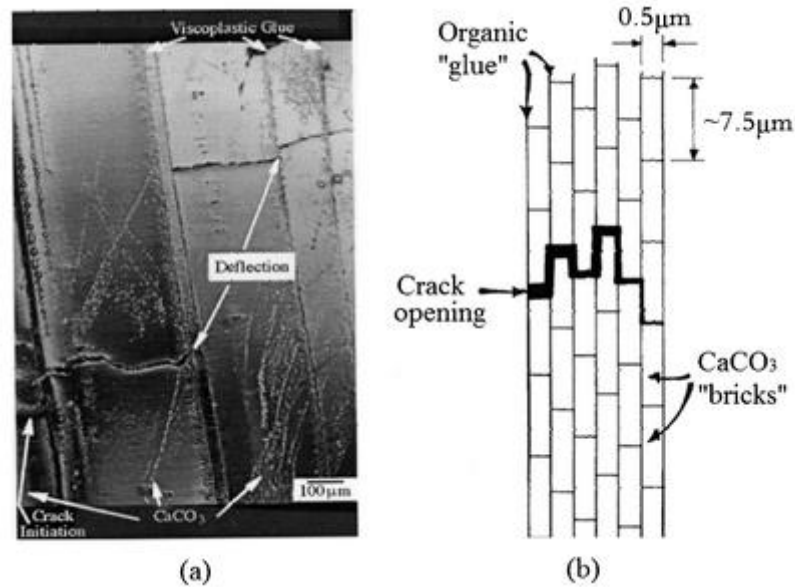 Viscoplastic Glue
Deflection
100μm
CaCO₃
Crack
Initiation
(a)
0.5μm
Organic
"glue"
~7.5μm
Crack
opening
CaCO₃
"bricks"
(b)